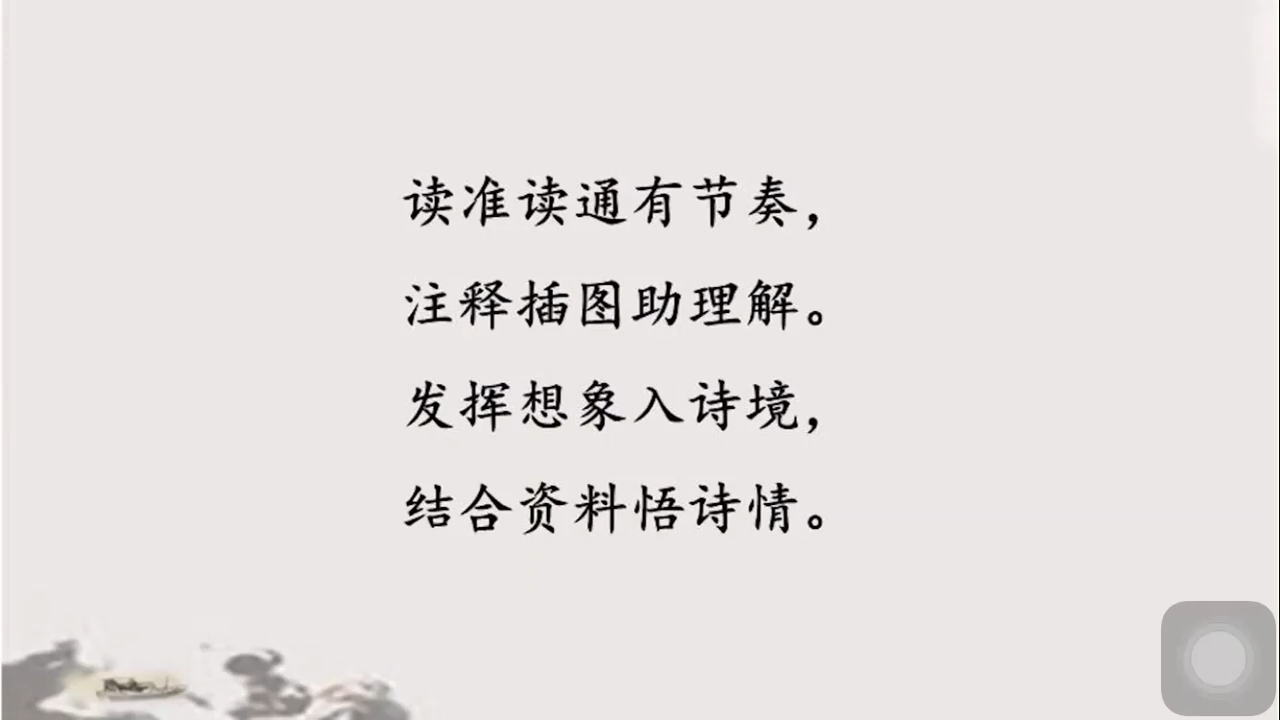 读准读通有节奏，
注释插图助理解。
发挥想象入诗境，
结合资料悟诗情。